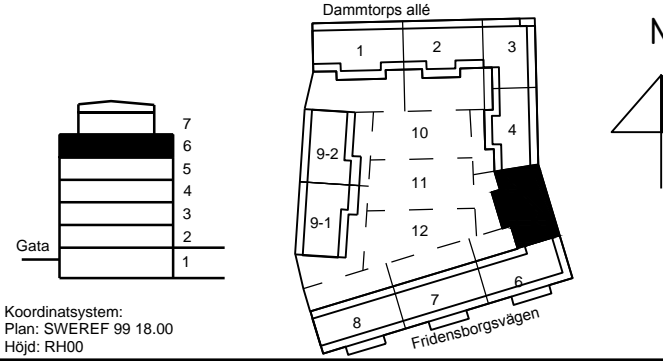 Dammtorps allé
N
1 2 3
7
6
5
4
3
2
1
Gata
10
4
9-2
11
9-1
12
6
7
8
Fridensborgsvägen
Koordinatsystem:
Plan: SWEREF 99 18.00
Höjd: RH00